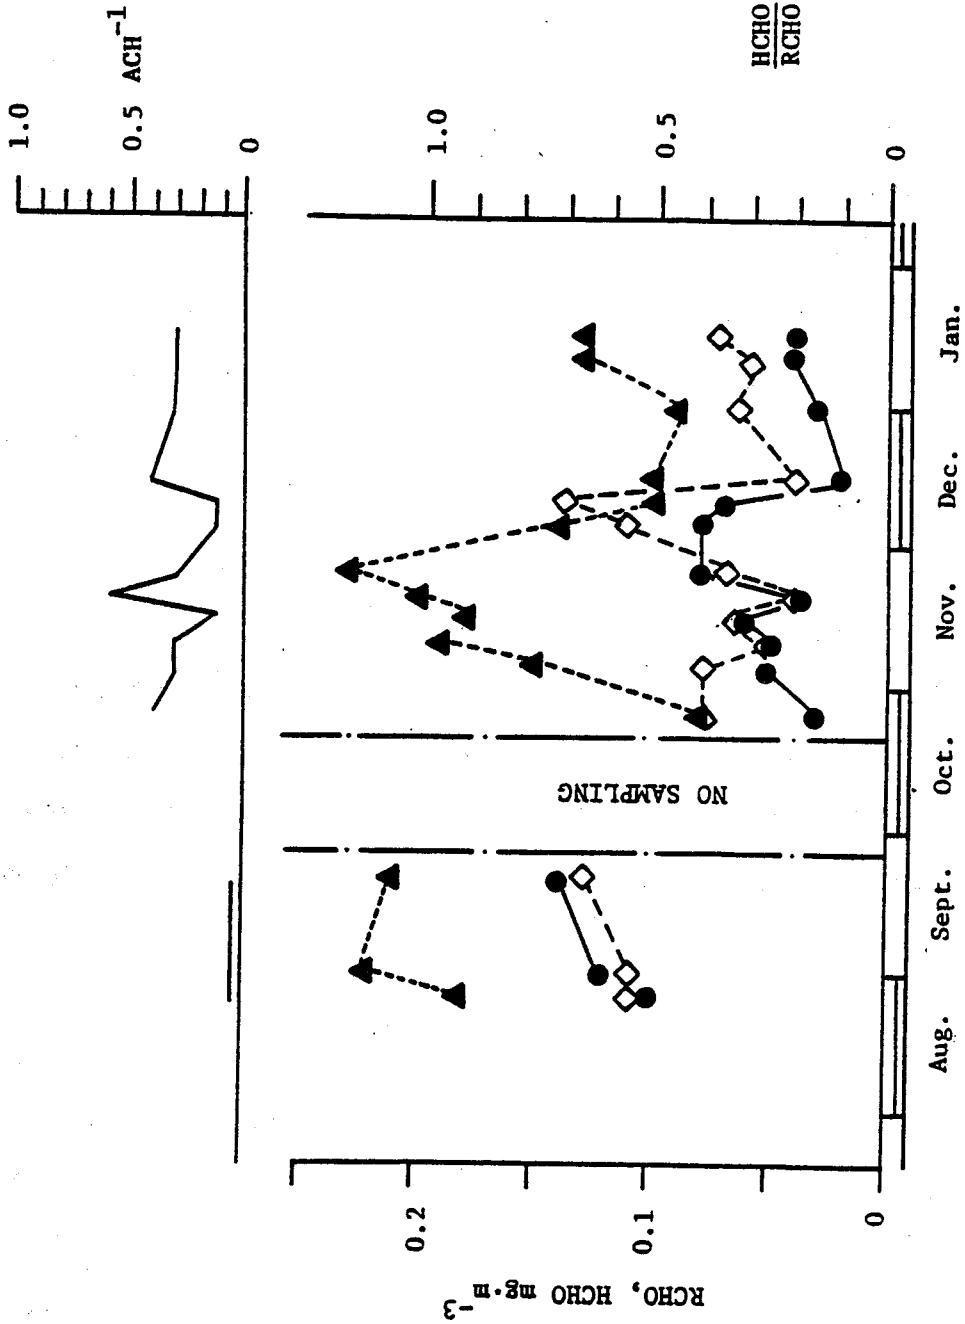 1.0
0.5 ACH⁻¹
0
HCHO
RCHO
1.0
0.5
0
NO SAMPLING
0.2
0.1
0
RCHO, HCHO mg·m⁻³
Aug. Sept. Oct. Nov. Dec. Jan.